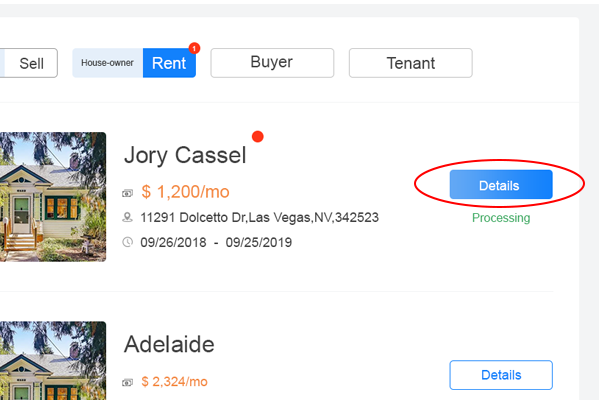 Sell House-owner Rent 1 Buyer Tenant
Jory Cassel
$ 1,200/mo
Details
11291 Dolcetto Dr,Las Vegas,NV,342523
Processing
09/26/2018 - 09/25/2019
Adelaide
$ 2,324/mo
Details